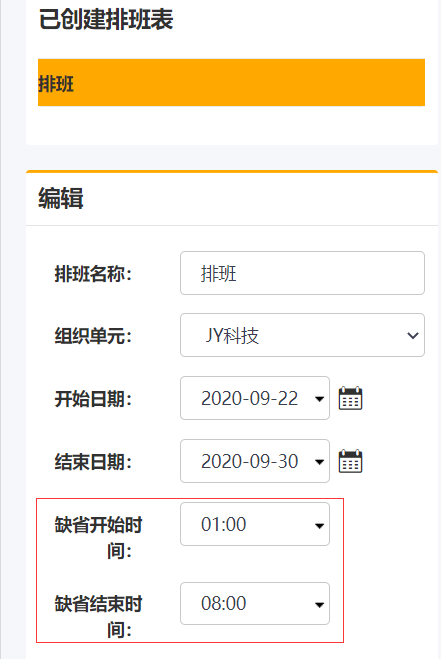 已创建排班表
排班
编辑
排班名称： 排班
组织单元： JY科技
开始日期： 2020-09-22
结束日期： 2020-09-30
缺省开始时 01:00
间：
缺省结束时 08:00
间：